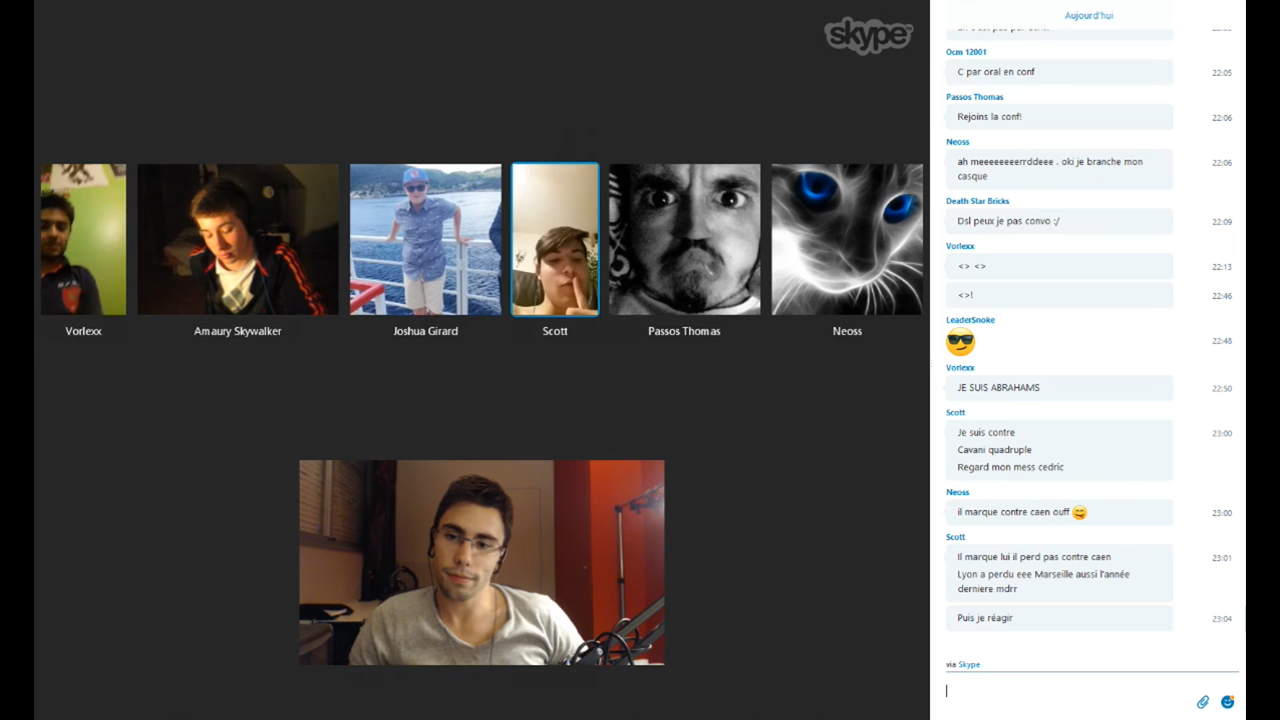 skype
Aujourd'hui
22:05
Ocm 12001
C par oral en conf
22:05
Passos Thomas
Rejoins la conf!
22:06
Neoss
ah meeeeeeeerrddeee . oki je branche mon
casque
22:06
Death Star Bricks
Dsl peux je pas convo :/
22:09
Vorlexx
<> <>
22:13
<>!
22:46
LeaderSnoke
22:48
Vorlexx
JE SUIS ABRAHAMS
22:50
Scott
Je suis contre
23:00
Cavani quadruple
Regard mon mess cedric
Neoss
il marque contre caen ouff
23:00
Scott
Il marque lui il perd pas contre caen
23:01
Lyon a perdu eee Marseille aussi l'année
derniere mdrr
Puis je réagir
23:04
via Skype
Vorlexx
Amaury Skywalker
Joshua Girard
Scott
Passos Thomas
Neoss